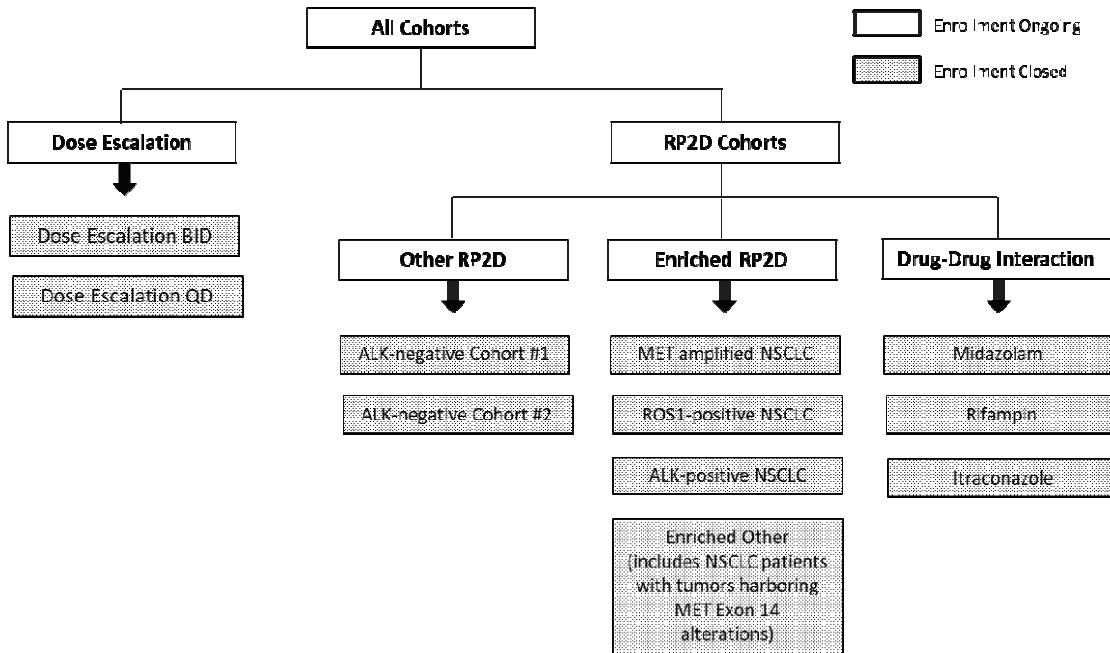 All Cohorts
Enrollment Ongoing
Enrollment Closed
Dose Escalation
RP2D Cohorts
Dose Escalation BID
Dose Escalation QD
Other RP2D
Enriched RP2D
Drug-Drug Interaction
ALK-negative Cohort #1
MET amplified NSCLC
Midazolam
ALK-negative Cohort #2
ROS1-positive NSCLC
Rifampin
ALK-positive NSCLC
Itraconazole
Enriched Other
(includes NSCLC patients
with tumors harboring
MET Exon 14
alterations)